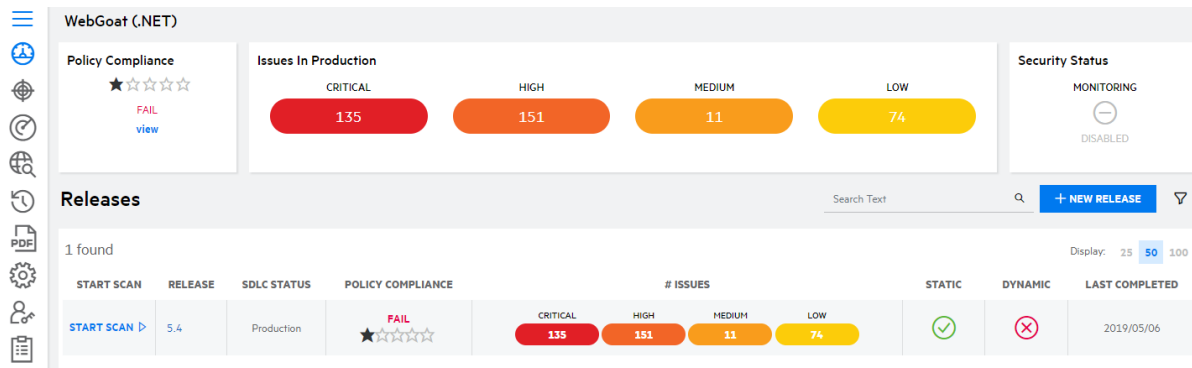 WebGoat (.NET)
Policy Compliance
FAIL
view
Issues In Production
CRITICAL HIGH MEDIUM LOW
135 151 11 74
Security Status
MONITORING
DISABLED
Releases
Search Text
+ NEW RELEASE
PDF
1 found
Display: 25 50 100
START SCAN RELEASE SDLC STATUS POLICY COMPLIANCE # ISSUES STATIC DYNAMIC LAST COMPLETED
CRITICAL HIGH MEDIUM LOW
START SCAN 5.4 Production FAIL 135 151 11 74 2019/05/06